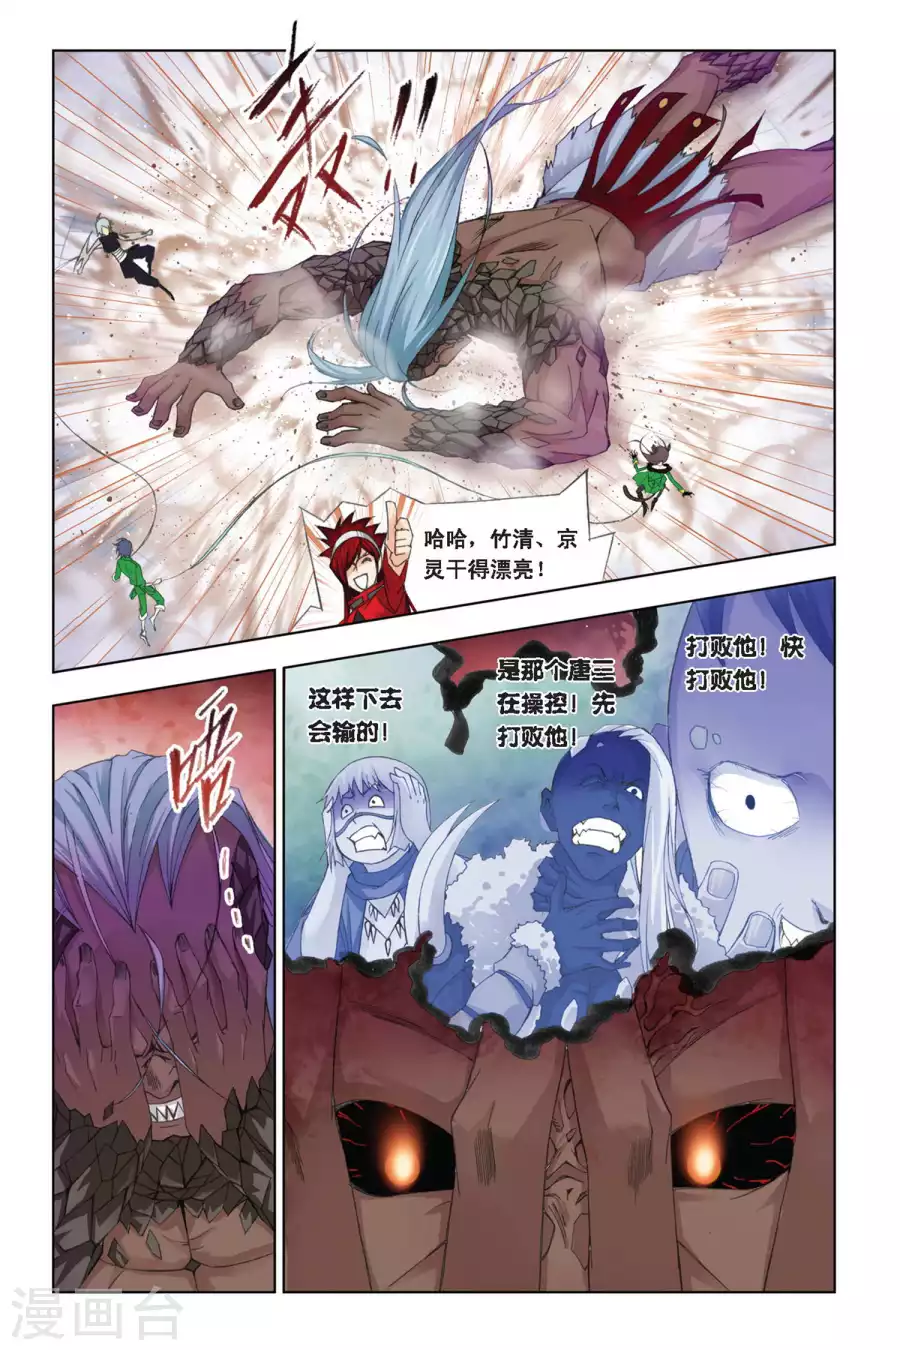 轰！！
哈哈，竹清、京
灵干得漂亮！
唔……
这样下去
会输的！
是那个唐三
在操控！先
打败他！
打败他！快
打败他！
漫画台